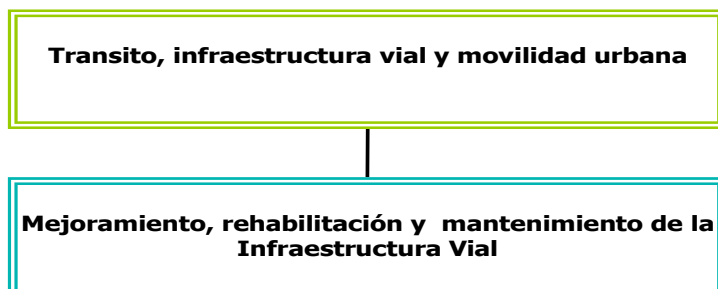 Transito, infraestructura vial y movilidad urbana
Mejoramiento, rehabilitación y mantenimiento de la
Infraestructura Vial